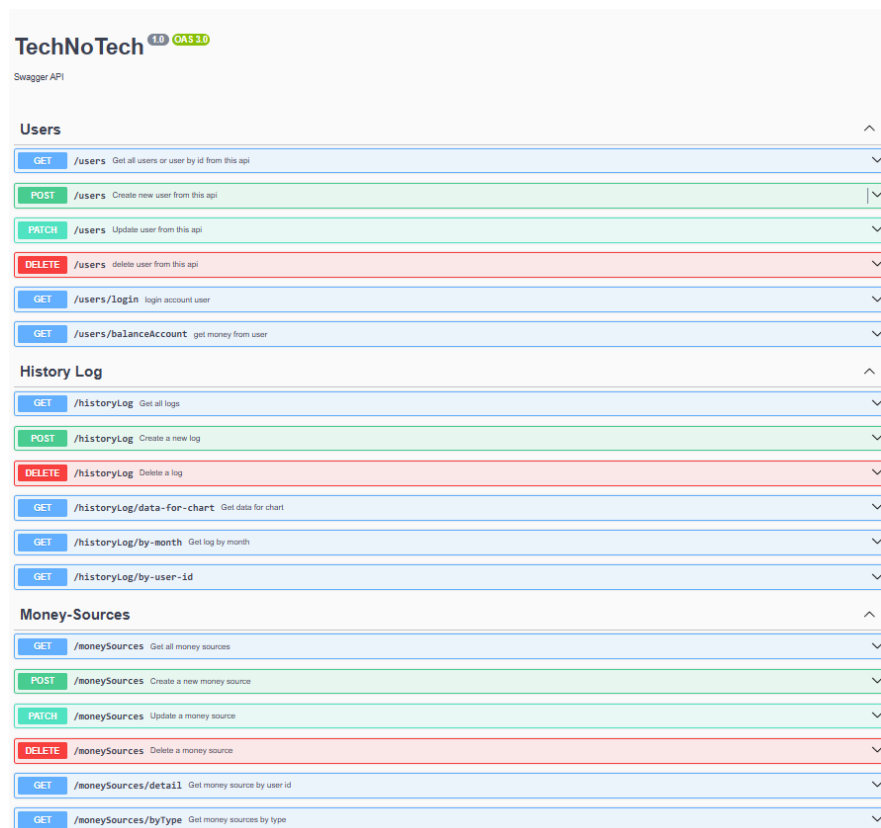 TechNoTech 1.0 OAS 3.0
Swagger API
Users
GET /users Get all users or user by id from this api
POST /users Create new user from this api
PATCH /users Update user from this api
DELETE /users delete user from this api
GET /users/login login account user
GET /users/balanceAccount get money from user
History Log
GET /historyLog Get all logs
POST /historyLog Create a new log
DELETE /historyLog Delete a log
GET /historyLog/data-for-chart Get data for chart
GET /historyLog/by-month Get log by month
GET /historyLog/by-user-id
Money-Sources
GET /moneySources Get all money sources
POST /moneySources Create a new money source
PATCH /moneySources Update a money source
DELETE /moneySources Delete a money source
GET /moneySources/detail Get money source by user id
GET /moneySources/byType Get money sources by type